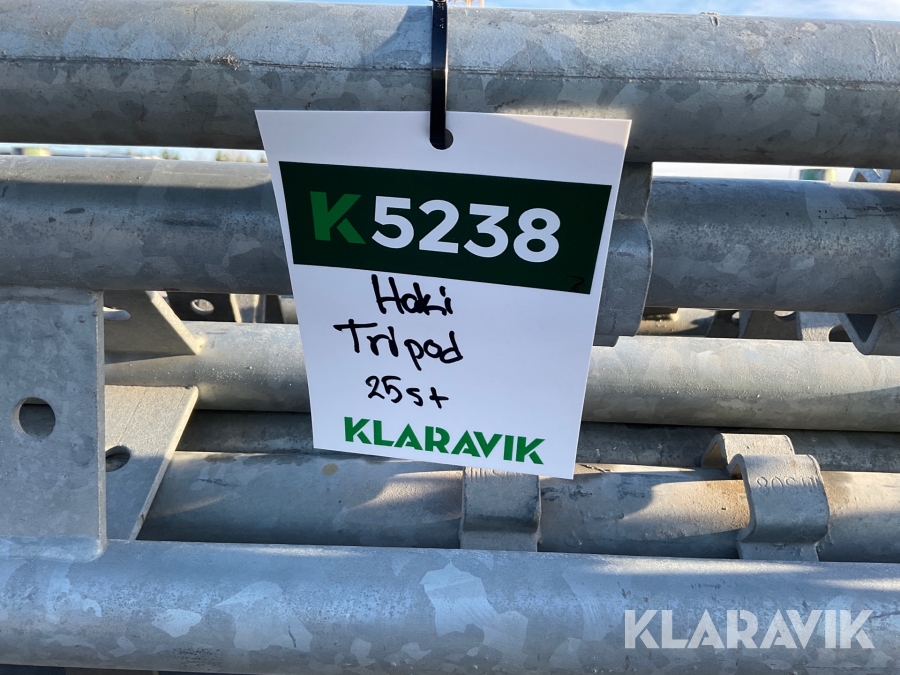 K5238
Haki
Tripod
25st
KLARAVIK
KLARAVIK